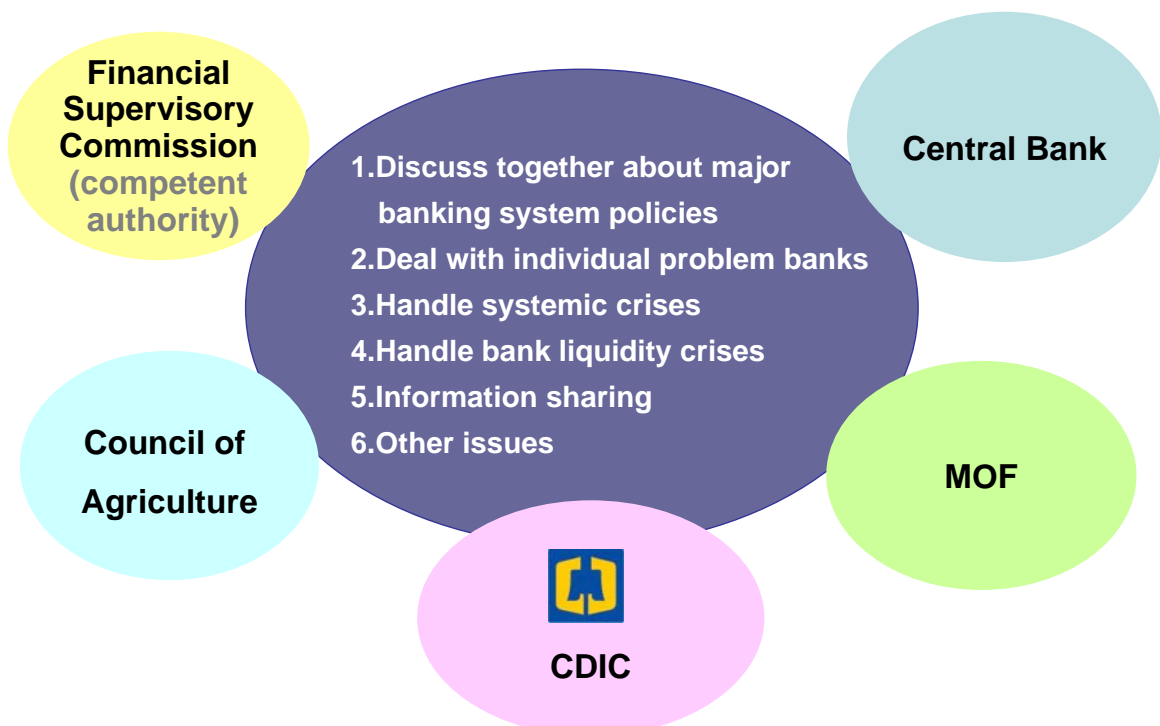 Financial
Supervisory
Commission
(competent
authority)
Central Bank
1.Discuss together about major
banking system policies
2.Deal with individual problem banks
3.Handle systemic crises
4.Handle bank liquidity crises
5.Information sharing
6.Other issues
Council of
Agriculture
MOF
CDIC